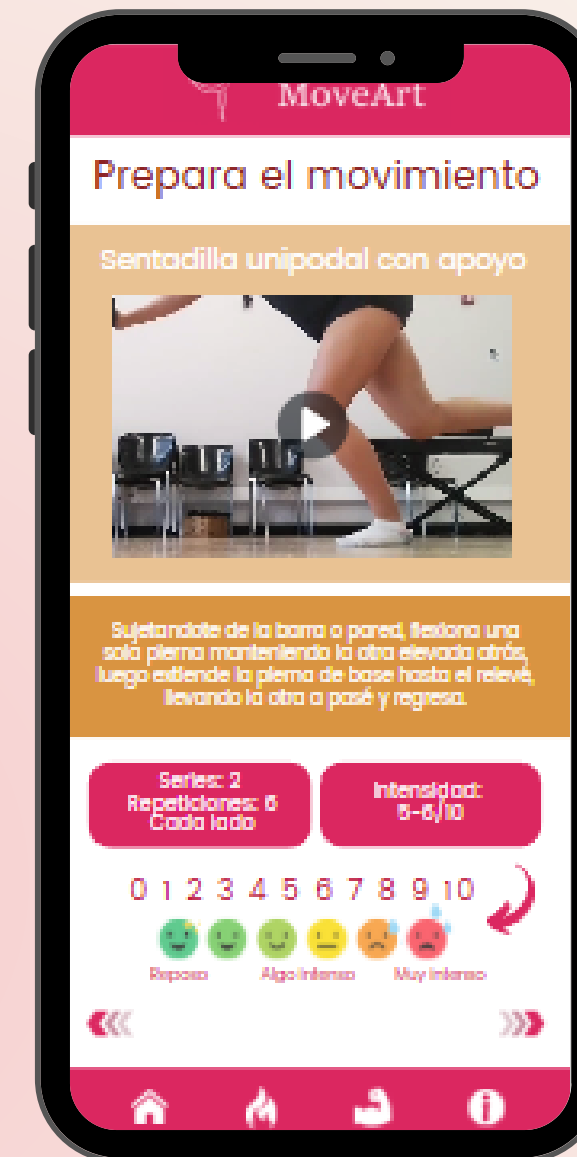 MoveArt
Prepara el movimiento
Sentadilla unipodal con apoyo
Sujetandote de la barra o pared, flexiona una
sola pierna manteniendo la otra elevada atrás,
luego extiende la pierna de base hasta el relevé,
llevando la otra a pasé y regresa.
Series: 2
Repeticiones: 6
Cada lado
Intensidad:
5-6/10
0 1 2 3 4 5 6 7 8 9 10
Reposo Algo Intenso Muy Intenso